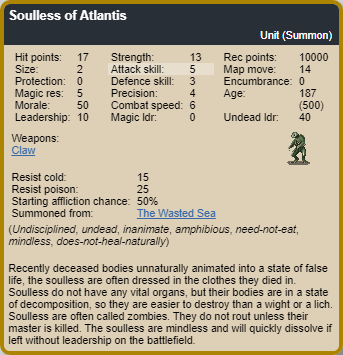 Soulless of Atlantis
Unit (Summon)
Hit points: 17 Strength: 13 Rec points: 10000
Size: 2 Attack skill: 5 Map move: 14
Protection: 0 Defence skill: 3 Encumbrance: 0
Magic res: 5 Precision: 4 Age: 187
Morale: 50 Combat speed: 6 (500)
Leadership: 10 Magic ldr: 0 Undead ldr: 40
Weapons:
Claw
Resist cold: 15
Resist poison: 25
Starting affliction chance: 50%
Summoned from: The Wasted Sea
(Undisciplined, undead, inanimate, amphibious, need-not-eat,
mindless, does-not-heal-naturally)
Recently deceased bodies unnaturally animated into a state of false
life, the soulless are often dressed in the clothes they died in.
Soulless do not have any vital organs, but their bodies are in a state
of decomposition, so they are easier to destroy than a wight or a lich.
Soulless are often called zombies. They do not rout unless their
master is killed. The soulless are mindless and will quickly dissolve if
left without leadership on the battlefield.